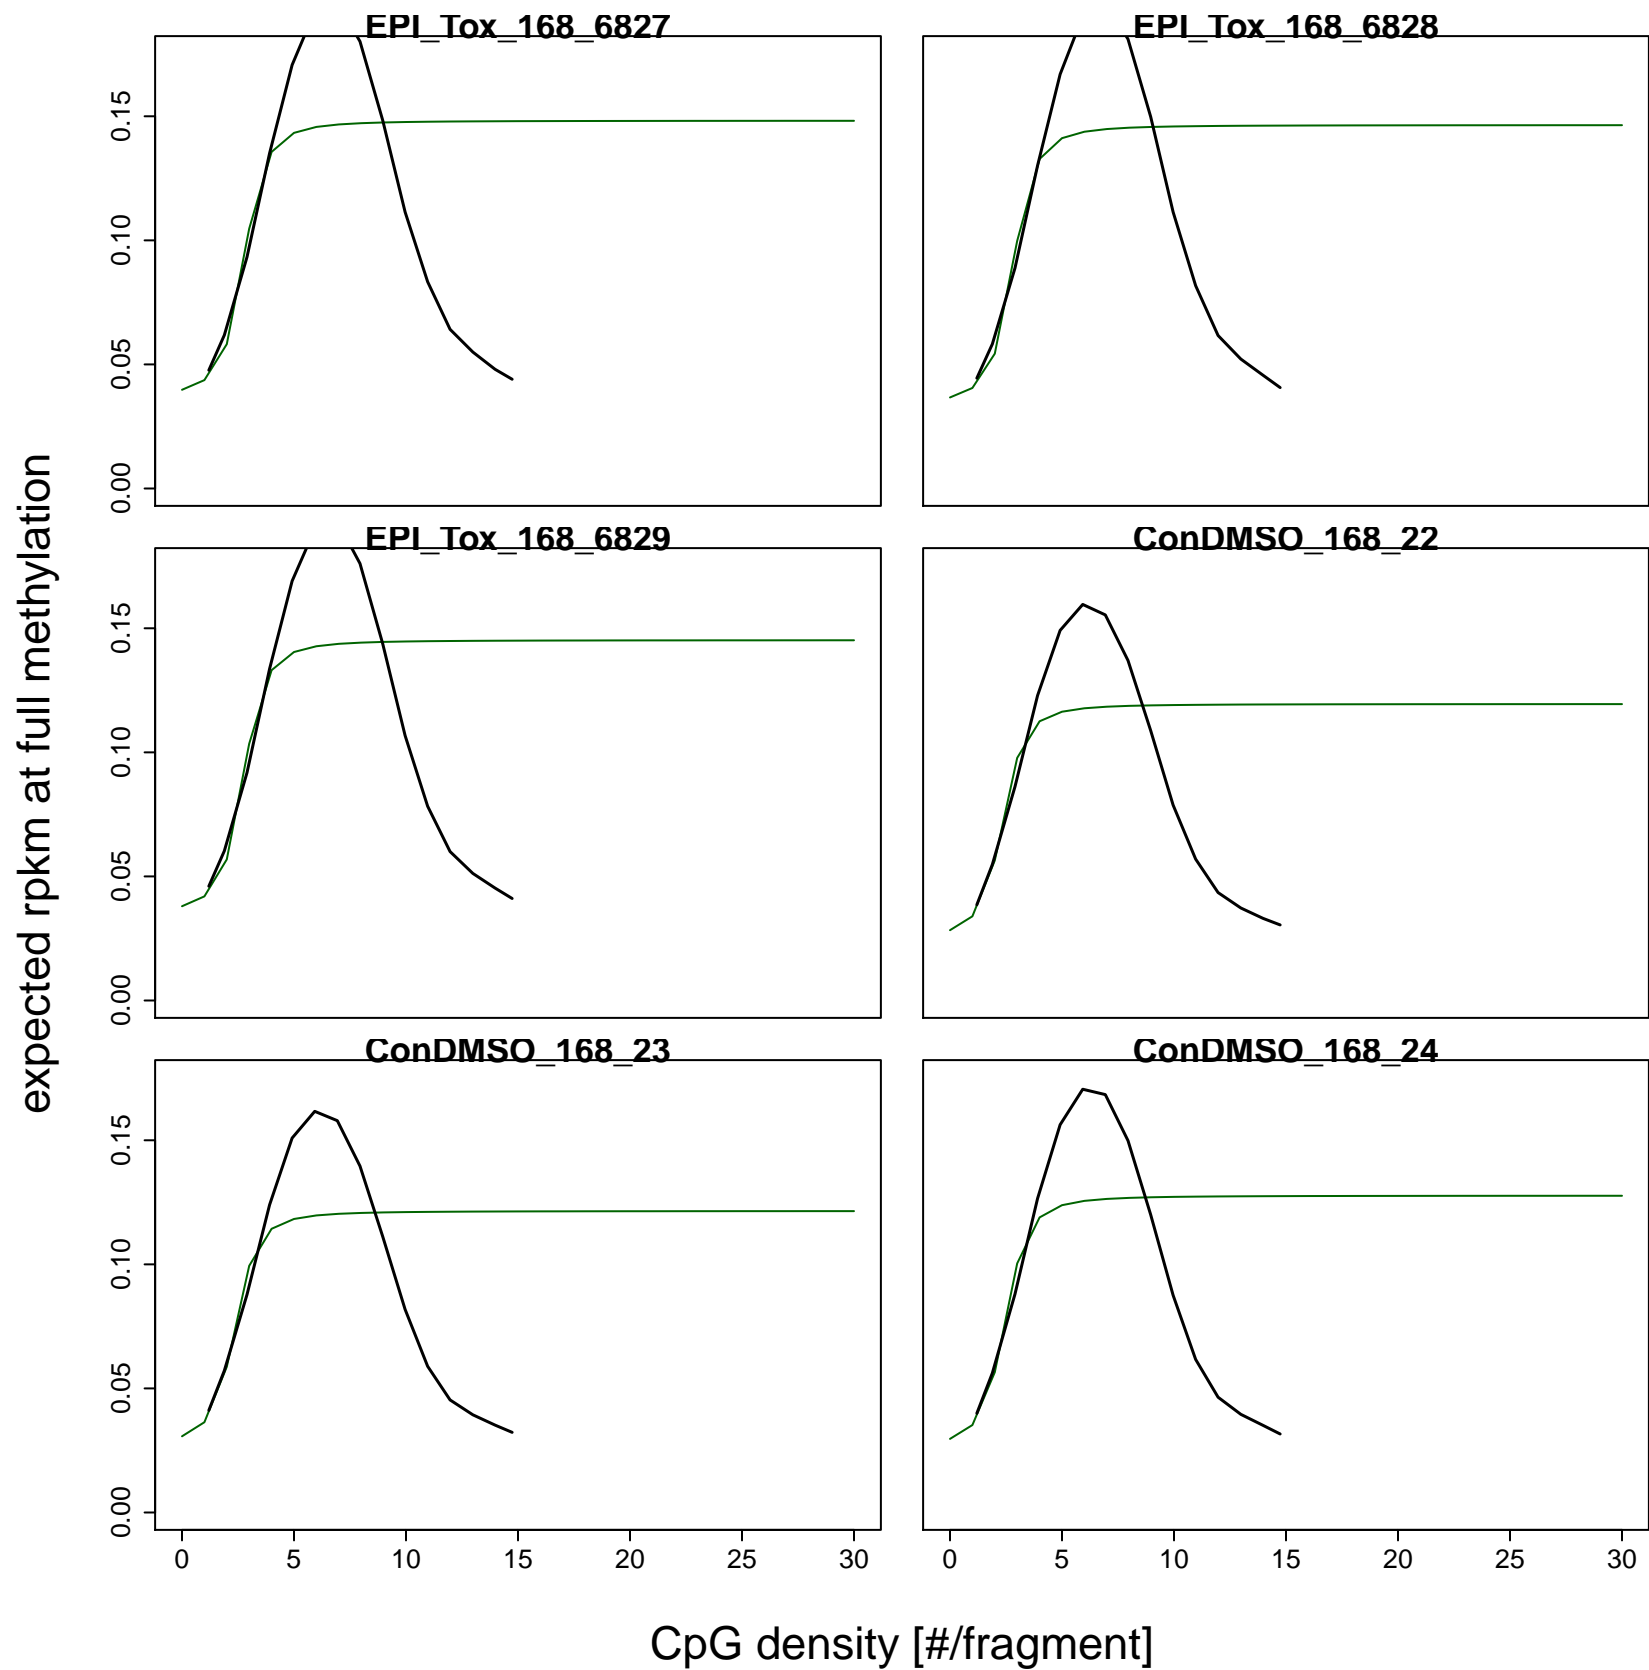 EPI_Tox_168_6827
EPI_Tox_168_6828
0.15
0.10
0.05
0.00
EPI_Tox_168_6829
ConDMSO_168_22
0.15
0.10
0.05
0.00
expected rpkm at full methylation
ConDMSO_168_23
ConDMSO_168_24
0.15
0.10
0.05
0.00
0 5 10 15 20 25 30
0 5 10 15 20 25 30
CpG density [#/fragment]